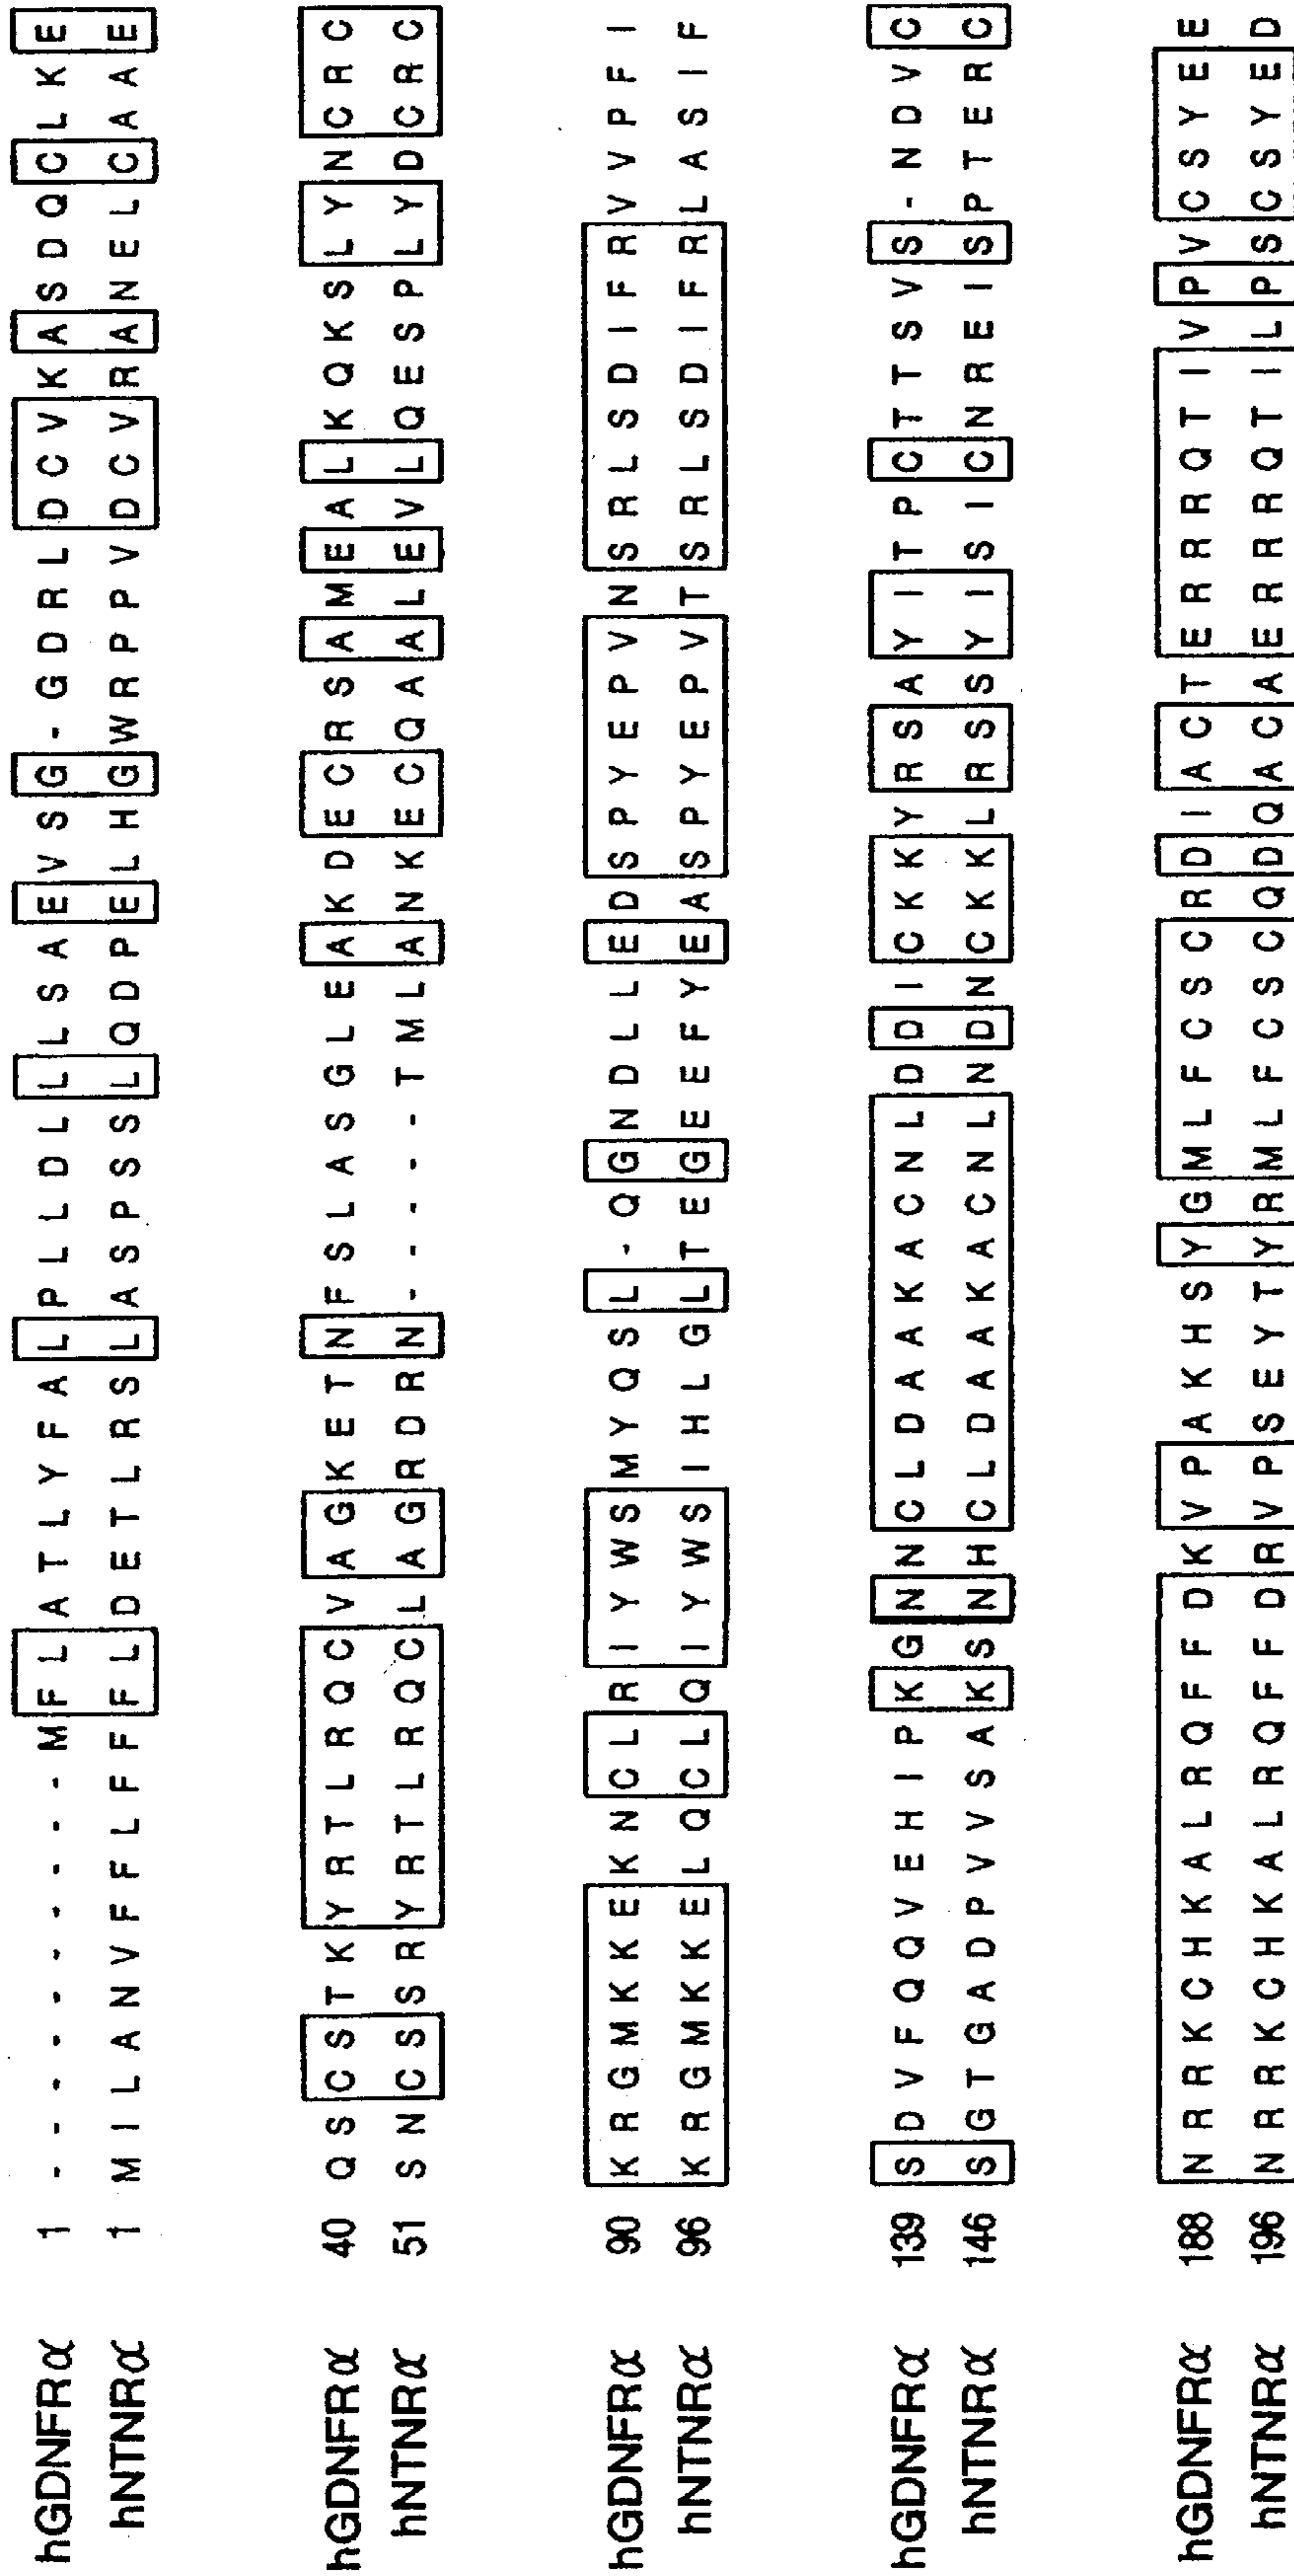 hGDNFRα 1 - - - - - - - - - - M F L A T L Y F A L P L L D L L L S A E V S G - G D R L D C V K A S D Q C L K E
hNTNRα 1 M I L A N V F F L F F F L D E T L R S L A S P S S L Q D P E L H G W R P P V D C V R A N E L C A A E
hGDNFRα 40 Q S C S T K Y R T L R Q C V A G K E T N F S L A S G L E A K D E C R S A M E A L K Q K S L Y N C R C
hNTNRα 51 S N C S S R Y R T L R Q C L A G R D R N - - - - - T M L A N K E C Q A A L E V L Q E S P L Y D C R C
hGDNFRα 90 K R G M K K E K N C L R I Y W S M Y Q S L - Q G N D L L E D S P Y E P V N S R L S D I F R V V P F I
hNTNRα 96 K R G M K K E L Q C L Q I Y W S I H L G L T E G E E F Y E A S P Y E P V T S R L S D I F R L A S I F
hGDNFRα 139 S D V F Q Q V E H I P K G N N C L D A A K A C N L D D I C K K Y R S A Y I T P C T T S V S - N D V C
hNTNRα 146 S G T G A D P V V S A K S N H C L D A A K A C N L N D N C K K L R S S Y I S I C N R E I S P T E R C
hGDNFRα 188 N R R K C H K A L R Q F F D K V P A K H S Y G M L F C S C R D I A C T E R R R Q T I V P V C S Y E E
hNTNRα 196 N R R K C H K A L R Q F F D R V P S E Y T Y R M L F C S C Q D Q A C A E R R R Q T I L P S C S Y E D